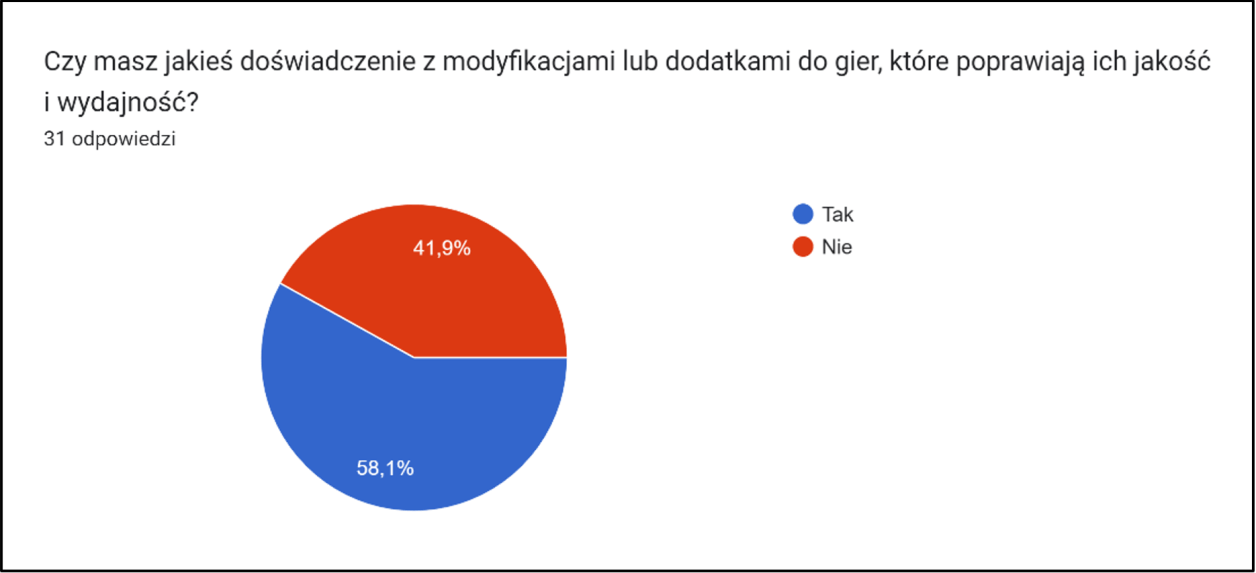 Czy masz jakieś doświadczenie z modyfikacjami lub dodatkami do gier, które poprawiają ich jakość
i wydajność?
31 odpowiedzi
Tak
Nie
41,9%
58,1%